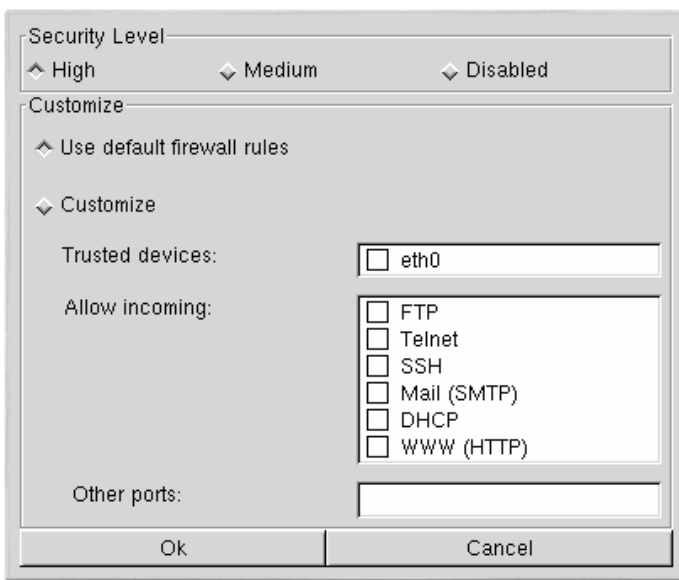 Security Level
High Medium Disabled
Customize
Use default firewall rules
Customize
Trusted devices: eth0
Allow incoming: FTP
Telnet
SSH
Mail (SMTP)
DHCP
WWW (HTTP)
Other ports:
Ok Cancel